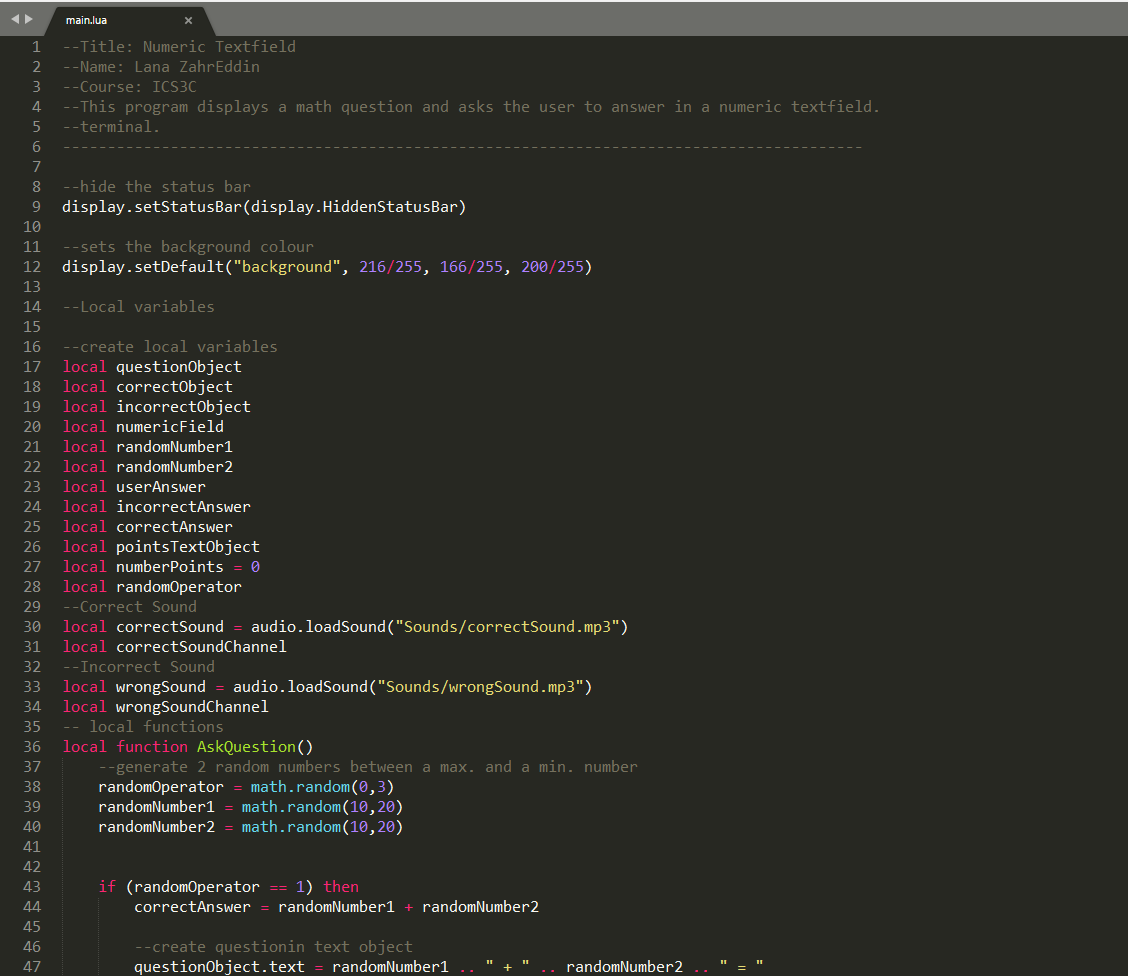 main.lua
1 --Title: Numeric Textfield
2 --Name: Lana ZahrEddin
3 --Course: ICS3C
4 --This program displays a math question and asks the user to answer in a numeric textfield.
5 --terminal.
6 -----------------------------------------------------------------------------------------
7
8 --hide the status bar
9 display.setStatusBar(display.HiddenStatusBar)
10
11 --sets the background colour
12 display.setDefault("background", 216/255, 166/255, 200/255)
13
14 --Local variables
15
16 --create local variables
17 local questionObject
18 local correctObject
19 local incorrectObject
20 local numericField
21 local randomNumber1
22 local randomNumber2
23 local userAnswer
24 local incorrectAnswer
25 local correctAnswer
26 local pointsTextObject
27 local numberPoints = 0
28 local randomOperator
29 --Correct Sound
30 local correctSound = audio.loadSound("Sounds/correctSound.mp3")
31 local correctSoundChannel
32 --Incorrect Sound
33 local wrongSound = audio.loadSound("Sounds/wrongSound.mp3")
34 local wrongSoundChannel
35 -- local functions
36 local function AskQuestion()
37 --generate 2 random numbers between a max. and a min. number
38 randomOperator = math.random(0,3)
39 randomNumber1 = math.random(10,20)
40 randomNumber2 = math.random(10,20)
41
42
43 if (randomOperator == 1) then
44 correctAnswer = randomNumber1 + randomNumber2
45
46 --create questionin text object
47 questionObject.text = randomNumber1 .. " + " .. randomNumber2 .. " = "